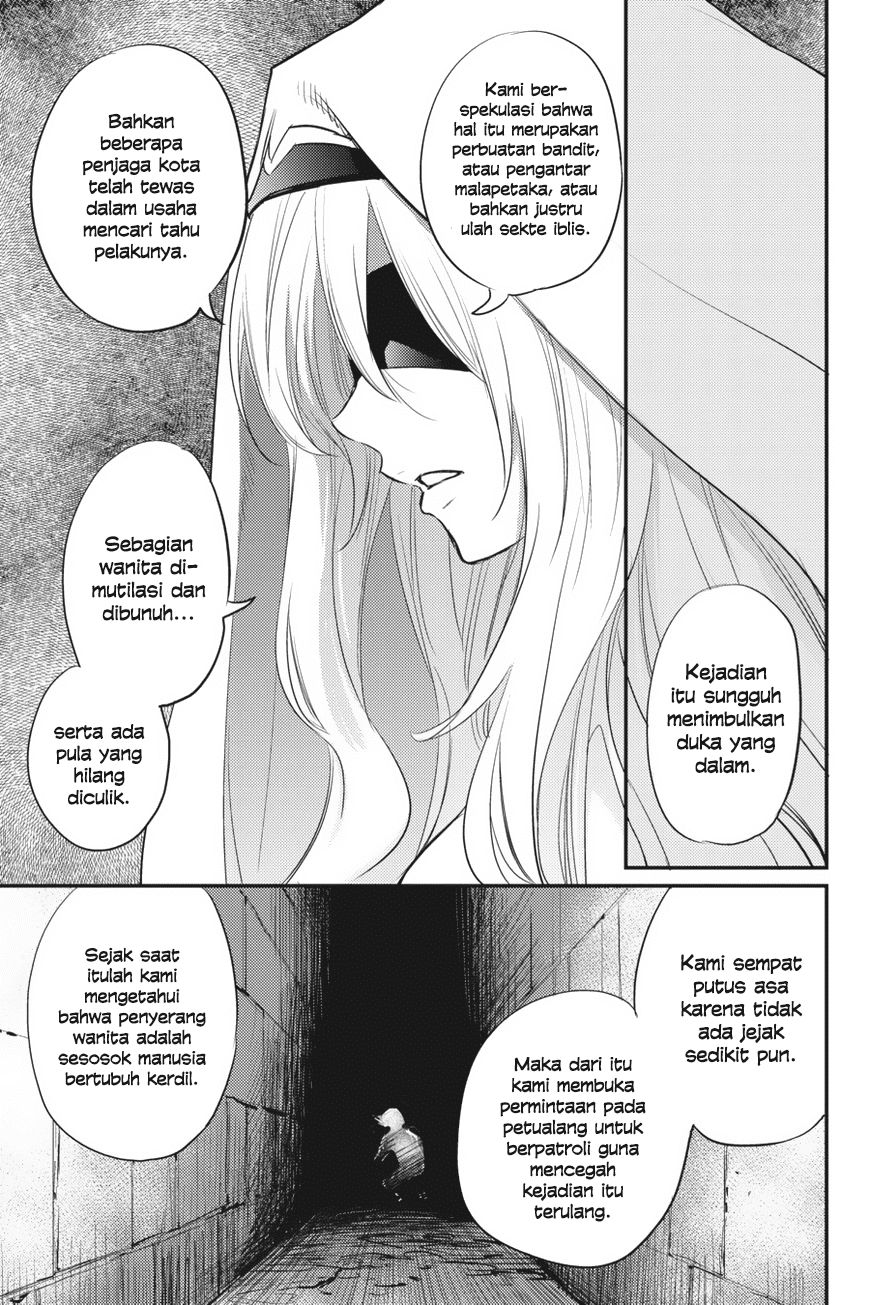 Kejadian
itu sungguh
menimbulkan
duka yang
dalam.
Kami ber-
spekulasi bahwa
hal itu merupakan
perbuatan bandit,
atau pengantar
malapetaka, atau
bahkan justru
ulah sekte iblis.
Bahkan
beberapa
penjaga kota
telah tewas
dalam usaha
mencari tahu
pelakunya.
Sebagian
wanita di-
mutilasi dan
dibunuh...
serta ada
pula yang
hilang
diculik.
Kami sempat
putus asa
karena tidak
ada jejak
sedikit pun.
Maka dari itu
kami membuka
permintaan pada
petualang untuk
berpatroli guna
mencegah
kejadian itu
terulang.
Sejak saat
itulah kami
mengetahui
bahwa penyerang
wanita adalah
sesosok manusia
bertubuh kerdil.